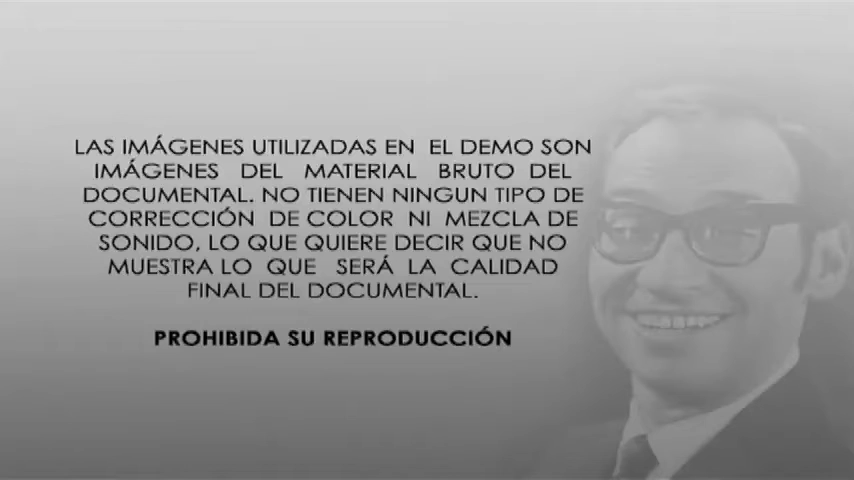 LAS IMÁGENES UTILIZADAS EN EL DEMO SON
IMÁGENES DEL MATERIAL BRUTO DEL
DOCUMENTAL. NO TIENEN NINGUN TIPO DE
CORRECCIÓN DE COLOR NI MEZCLA DE
SONIDO, LO QUE QUIERE DECIR QUE NO
MUESTRA LO QUE SERÁ LA CALIDAD
FINAL DEL DOCUMENTAL.
PROHIBIDA SU REPRODUCCIÓN